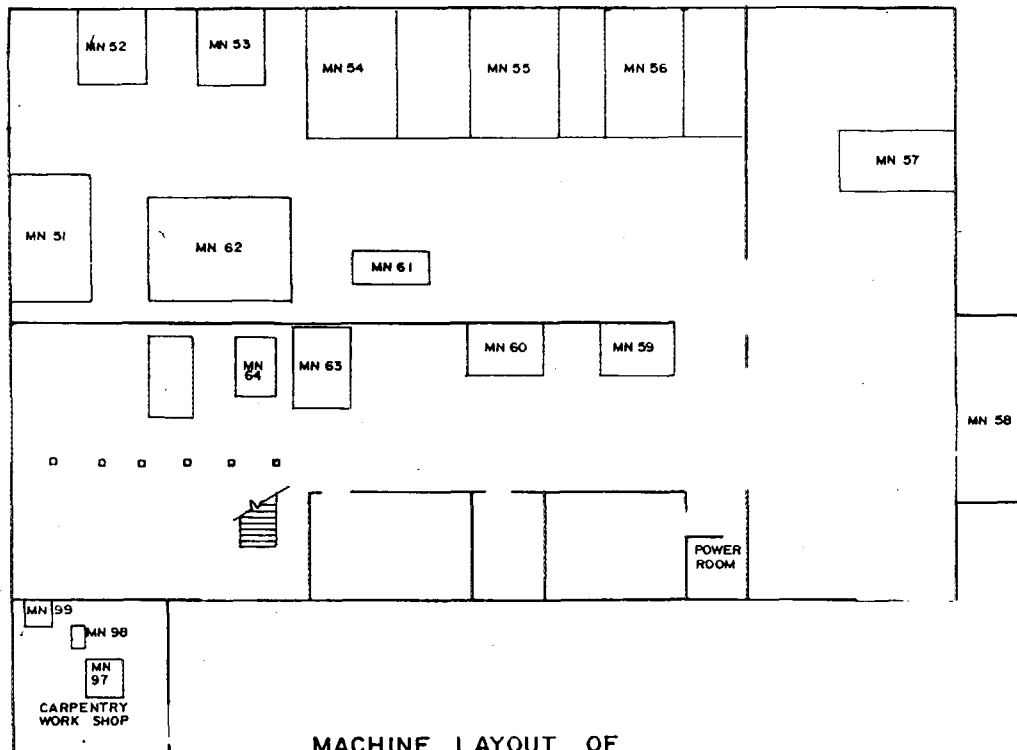 MN 52
MN 53
MN 54
MN 55
MN 56
MN 57
MN 51
MN 62
MN 61
MN 64
MN 63
MN 60
MN 59
MN 58
POWER
ROOM
MN 99
MN 98
MN
97
CARPENTRY
WORK SHOP
MACHINE LAYOUT OF